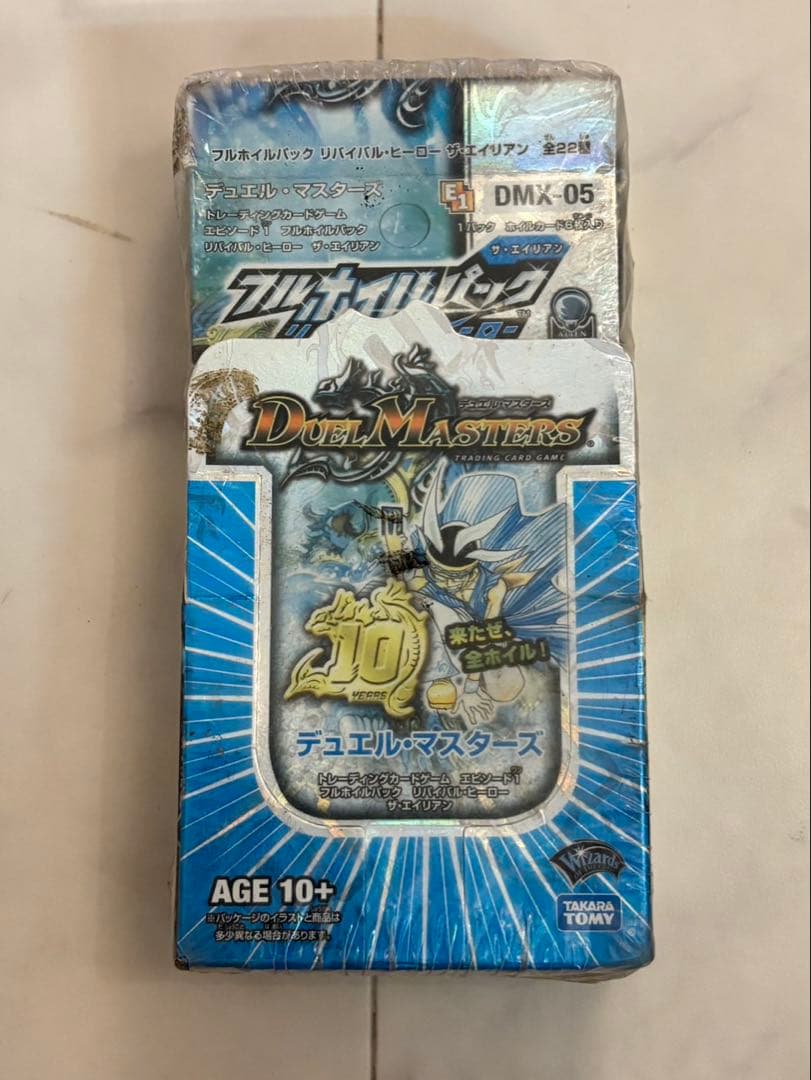 フルホイルパック リバイバル・ヒーロー ザ・エイリアン 全22種
デュエル・マスターズ
トレーディングカードゲーム
エピソード1 フルホイルパック
リバイバル・ヒーロー ザ・エイリアン
E1
DMX-05
1パック ホイルカード6枚入り
ザ・エイリアン
フルホイルパック
ALIEN
DUEL MASTERS
デュエル・マスターズ
TRADING CARD GAME
10
YEARS
来たぜ、
全ホイル!
デュエル・マスターズ
トレーディングカードゲーム エピソード1
フルホイルパック リバイバル・ヒーロー
ザ・エイリアン
AGE 10+
※パッケージのイラストと商品は
多少異なる場合があります。
Wizards
TAKARA
TOMY